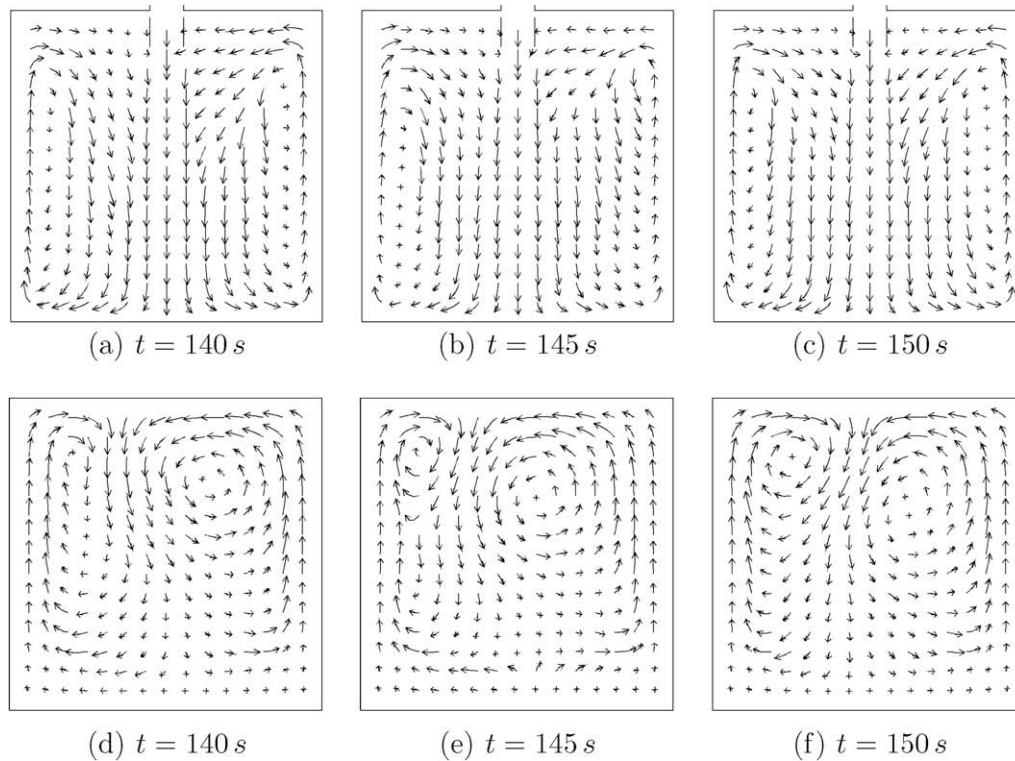 (a) t = 140 s
(b) t = 145 s
(c) t = 150 s
(d) t = 140 s
(e) t = 145 s
(f) t = 150 s